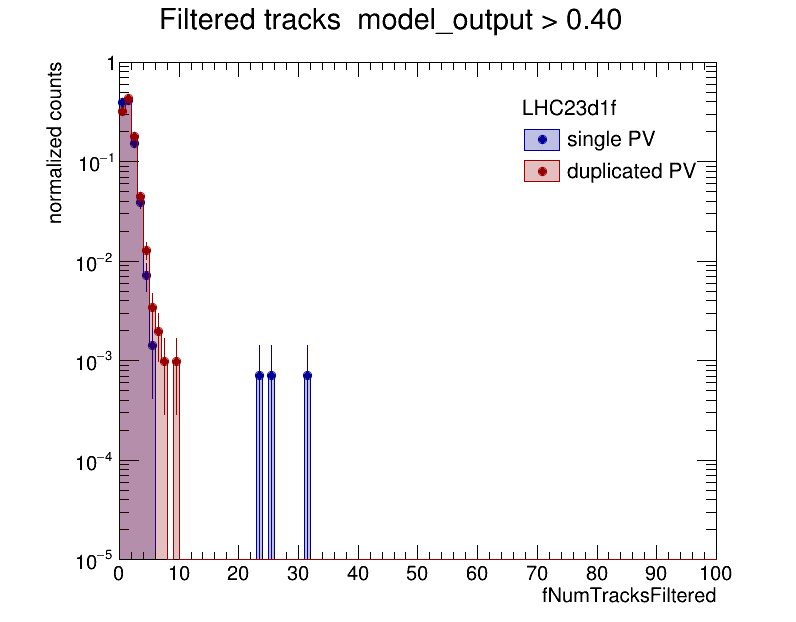 Filtered tracks  model_output > 0.40
normalized counts
1
10⁻¹
10⁻²
10⁻³
10⁻⁴
10⁻⁵
LHC23d1f
single PV
duplicated PV
0 10 20 30 40 50 60 70 80 90 100
fNumTracksFiltered